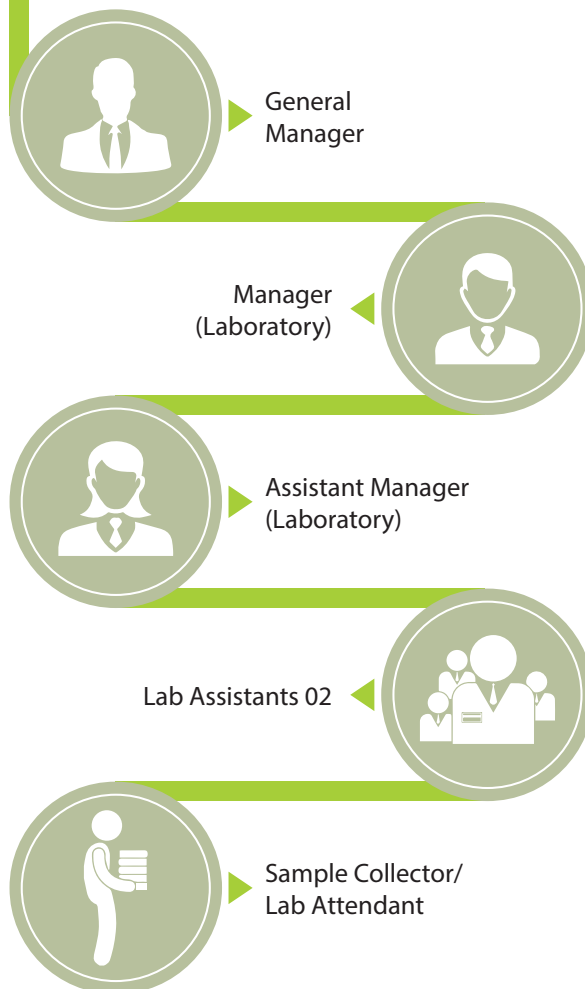 General
Manager
Manager
(Laboratory)
Assistant Manager
(Laboratory)
Lab Assistants 02
Sample Collector/
Lab Attendant